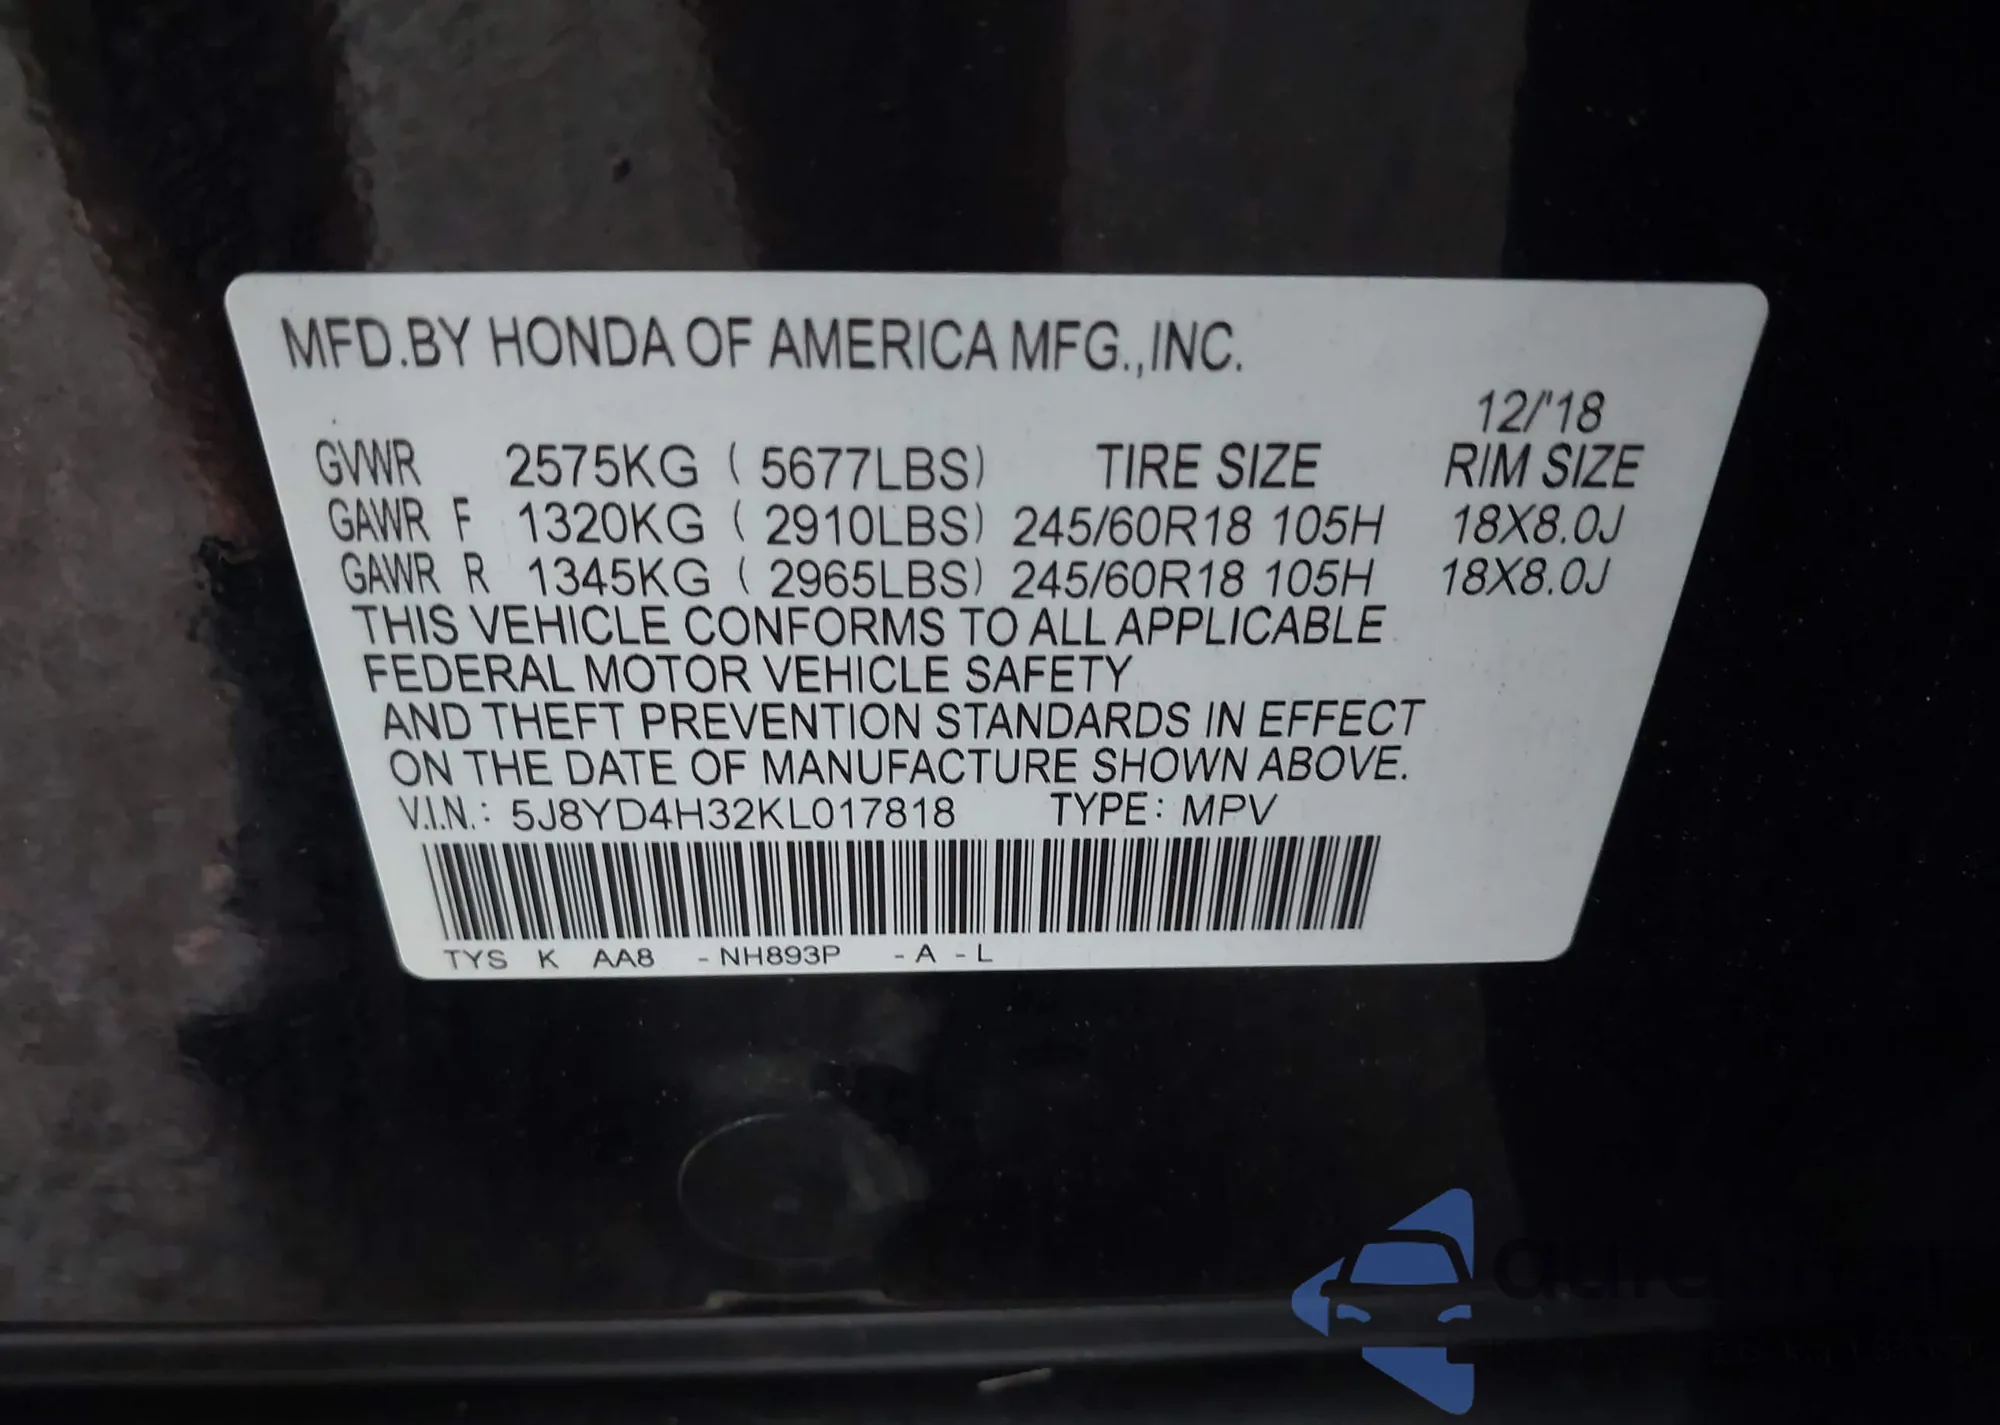 MFD.BY HONDA OF AMERICA MFG.,INC.
12/'18
GVWR 2575KG ( 5677LBS) TIRE SIZE RIM SIZE
GAWR F 1320KG ( 2910LBS) 245/60R18 105H 18X8.0J
GAWR R 1345KG ( 2965LBS) 245/60R18 105H 18X8.0J
THIS VEHICLE CONFORMS TO ALL APPLICABLE
FEDERAL MOTOR VEHICLE SAFETY
AND THEFT PREVENTION STANDARDS IN EFFECT
ON THE DATE OF MANUFACTURE SHOWN ABOVE.
V.I.N.: 5J8YD4H32KL017818 TYPE: MPV
TYS K AA8 -NH893P -A -L